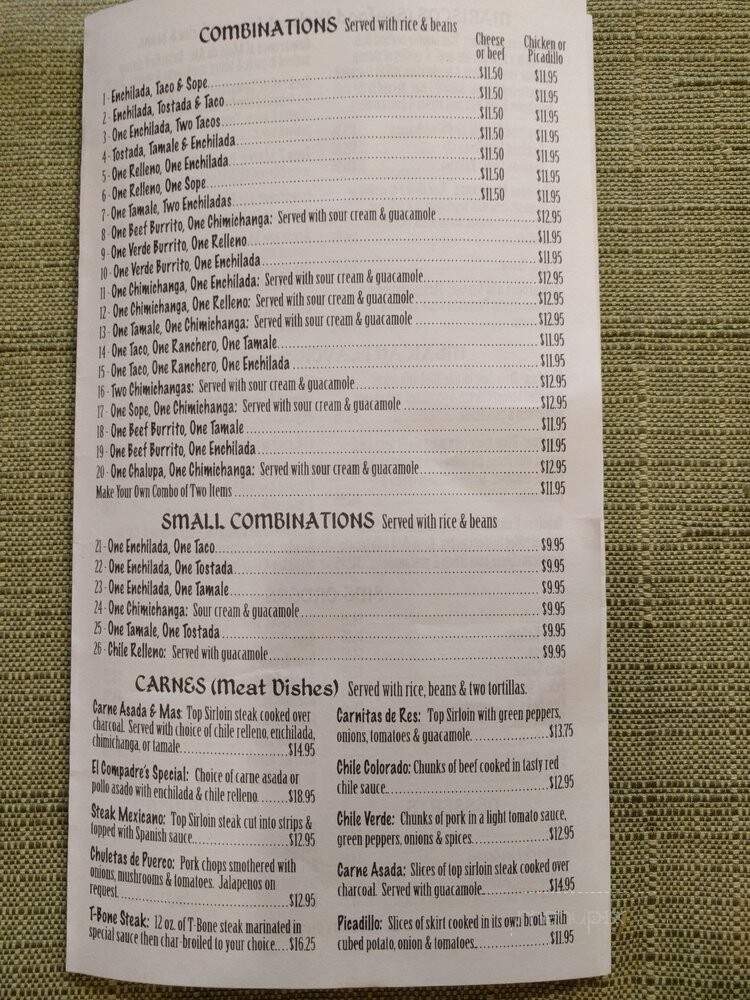 COMBINATIONS Served with rice & beans
Cheese or beef
Chicken or Picadillo
1 - Enchilada, Taco & Sope $11.50 $11.95
2 - Enchilada, Tostada & Taco $11.50 $11.95
3 - One Enchilada, Two Tacos $11.50 $11.95
4 - Tostada, Tamale & Enchilada $11.50 $11.95
5 - One Relleno, One Enchilada $11.50 $11.95
6 - One Relleno, One Sope $11.50 $11.95
7 - One Tamale, Two Enchiladas $11.50 $11.95
8 - One Beef Burrito, One Chimichanga: Served with sour cream & guacamole $12.95
9 - One Verde Burrito, One Relleno $11.95
10 - One Verde Burrito, One Enchilada $11.95
11 - One Chimichanga, One Enchilada: Served with sour cream & guacamole $12.95
12 - One Chimichanga, One Relleno: Served with sour cream & guacamole $12.95
13 - One Tamale, One Chimichanga: Served with sour cream & guacamole $12.95
14 - One Taco, One Ranchero, One Tamale $11.95
15 - One Taco, One Ranchero, One Enchilada $11.95
16 - Two Chimichangas: Served with sour cream & guacamole $12.95
17 - One Sope, One Chimichanga: Served with sour cream & guacamole $12.95
18 - One Beef Burrito, One Tamale $11.95
19 - One Beef Burrito, One Enchilada $11.95
20 - One Chalupa, One Chimichanga: Served with sour cream & guacamole $12.95
Make Your Own Combo of Two Items $11.95
SMALL COMBINATIONS Served with rice & beans
21 - One Enchilada, One Taco $9.95
22 - One Enchilada, One Tostada $9.95
23 - One Enchilada, One Tamale $9.95
24 - One Chimichanga: Sour cream & guacamole $9.95
25 - One Tamale, One Tostada $9.95
26 - Chile Relleno: Served with guacamole $9.95
CARNES (Meat Dishes) Served with rice, beans & two tortillas.
Carne Asada & Mas: Top Sirloin steak cooked over
charcoal. Served with choice of chile relleno, enchilada,
chimichanga, or tamale $14.95
El Compadre's Special: Choice of carne asada or
pollo asado with enchilada & chile relleno $18.95
Steak Mexicano: Top Sirloin steak cut into strips &
topped with Spanish sauce $12.95
Chuletas de Puerco: Pork chops smothered with
onions, mushrooms & tomatoes. Jalapenos on
request $12.95
T-Bone Steak: 12 oz. of T-Bone steak marinated in
special sauce then char-broiled to your choice $16.25
Carnitas de Res: Top Sirloin with green peppers,
onions, tomatoes & guacamole. $13.75
Chile Colorado: Chunks of beef cooked in tasty red
chile sauce $12.95
Chile Verde: Chunks of pork in a light tomato sauce,
green peppers, onions & spices $12.95
Carne Asada: Slices of top sirloin steak cooked over
charcoal. Served with guacamole $14.95
Picadillo: Slices of skirt cooked in its own broth with
cubed potato, onion & tomatoes $11.95